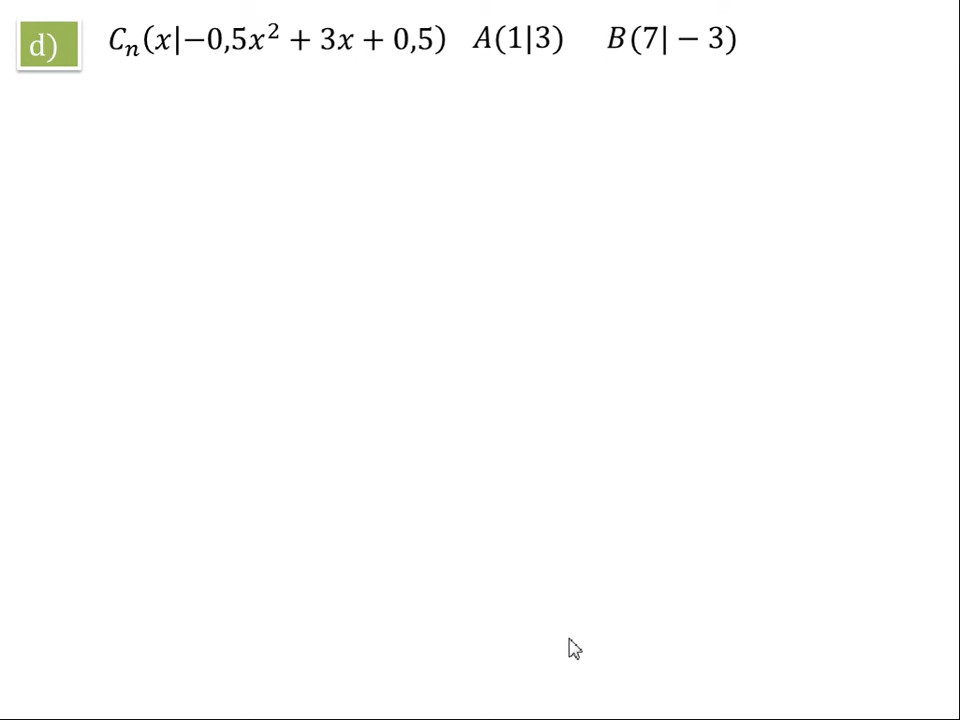 d) Cₙ(x|−0,5x² + 3x + 0,5) A(1|3) B(7| − 3)